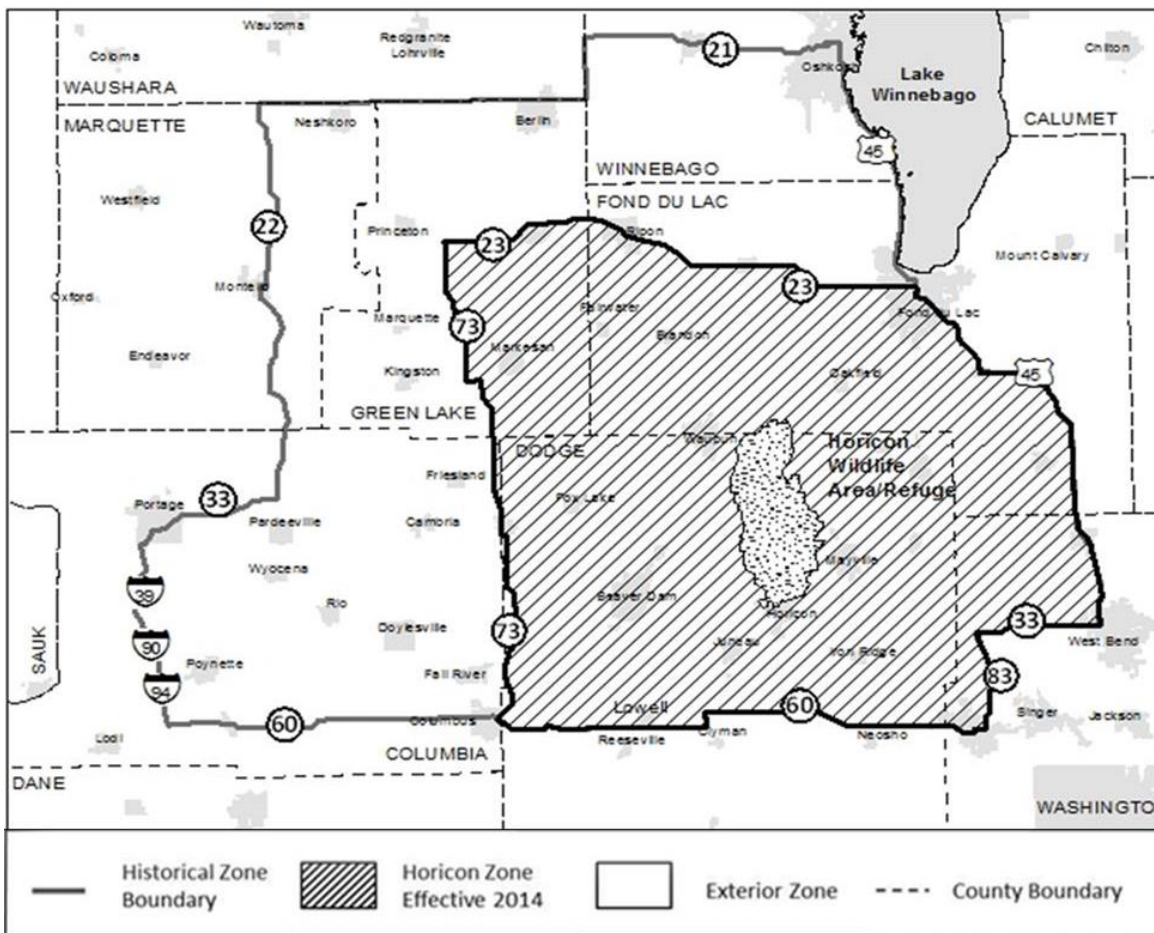 Wautoma
Redgranite
Lohrville
Coloma
21
Oshkosh
Chilton
Lake
Winnebago
WAUSHARA
MARQUETTE
Neshkoro
Berlin
CALUMET
45
WINNEBAGO
FOND DU LAC
Westfield
22
Princeton
23
Ripon
Mount Calvary
Montello
23
Oxford
Marquette
73
Fairwater
Fond du Lac
Brandon
Endeavor
Markesan
Kingston
Oakfield
45
GREEN LAKE
DODGE
Waupun
Horicon
Wildlife
Area/Refuge
Friesland
Fox Lake
33
Portage
Pardeeville
Cambria
Wyocena
Mayville
39
Rio
Beaver Dam
Horicon
Doylesville
73
33
SAUK
90
Juneau
Iron Ridge
West Bend
Poynette
Fall River
83
94
60
Columbus
Lowell
60
Slinger
Jackson
Lodi
Reeseville
Clyman
Neosho
COLUMBIA
DANE
WASHINGTO
Historical Zone
Boundary
Horicon Zone
Effective 2014
Exterior Zone
County Boundary